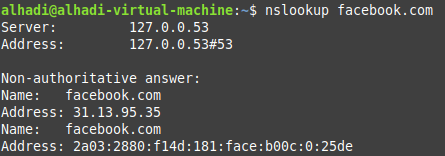 alhadi@alhadi-virtual-machine:~$ nslookup facebook.com
Server:		127.0.0.53
Address:	127.0.0.53#53

Non-authoritative answer:
Name:	facebook.com
Address: 31.13.95.35
Name:	facebook.com
Address: 2a03:2880:f14d:181:face:b00c:0:25de